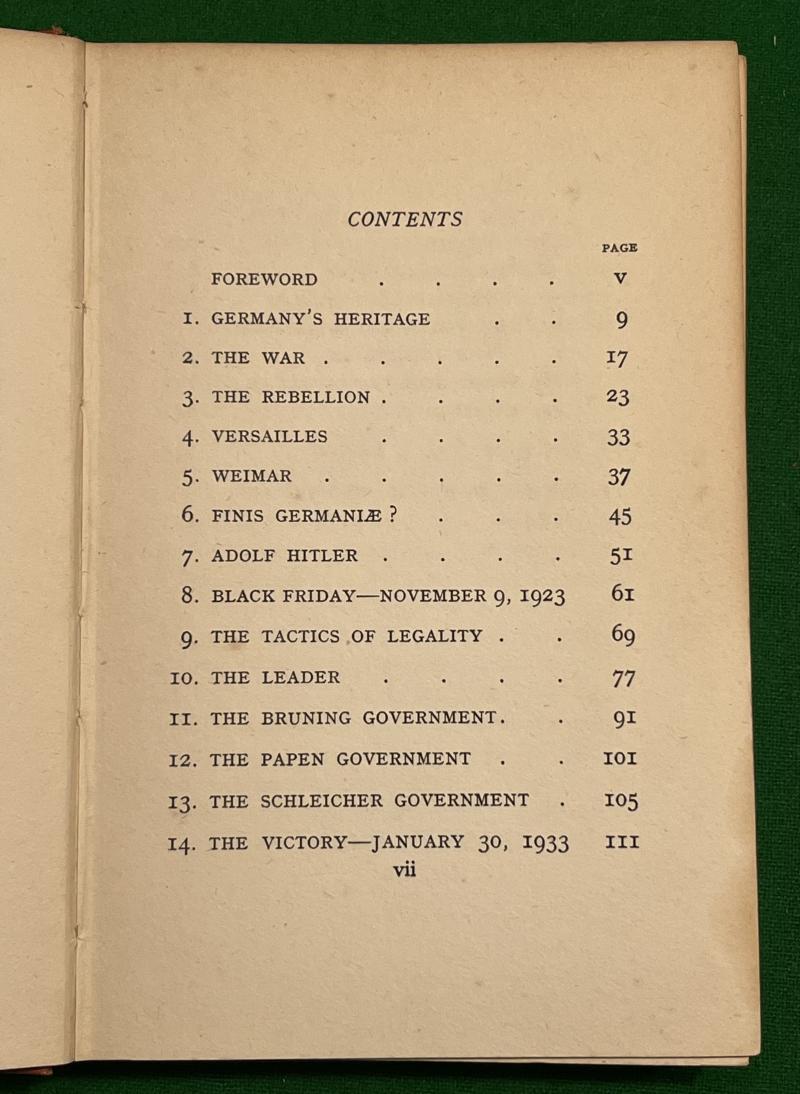 CONTENTS
PAGE
FOREWORD . . . . v
1. GERMANY'S HERITAGE . . 9
2. THE WAR . . . . . 17
3. THE REBELLION . . . . 23
4. VERSAILLES . . . . 33
5. WEIMAR . . . . . 37
6. FINIS GERMANIÆ ? . . . 45
7. ADOLF HITLER . . . . 51
8. BLACK FRIDAY—NOVEMBER 9, 1923 61
9. THE TACTICS OF LEGALITY . . 69
10. THE LEADER . . . . 77
11. THE BRUNING GOVERNMENT. . 91
12. THE PAPEN GOVERNMENT . . 101
13. THE SCHLEICHER GOVERNMENT . 105
14. THE VICTORY—JANUARY 30, 1933 111
vii